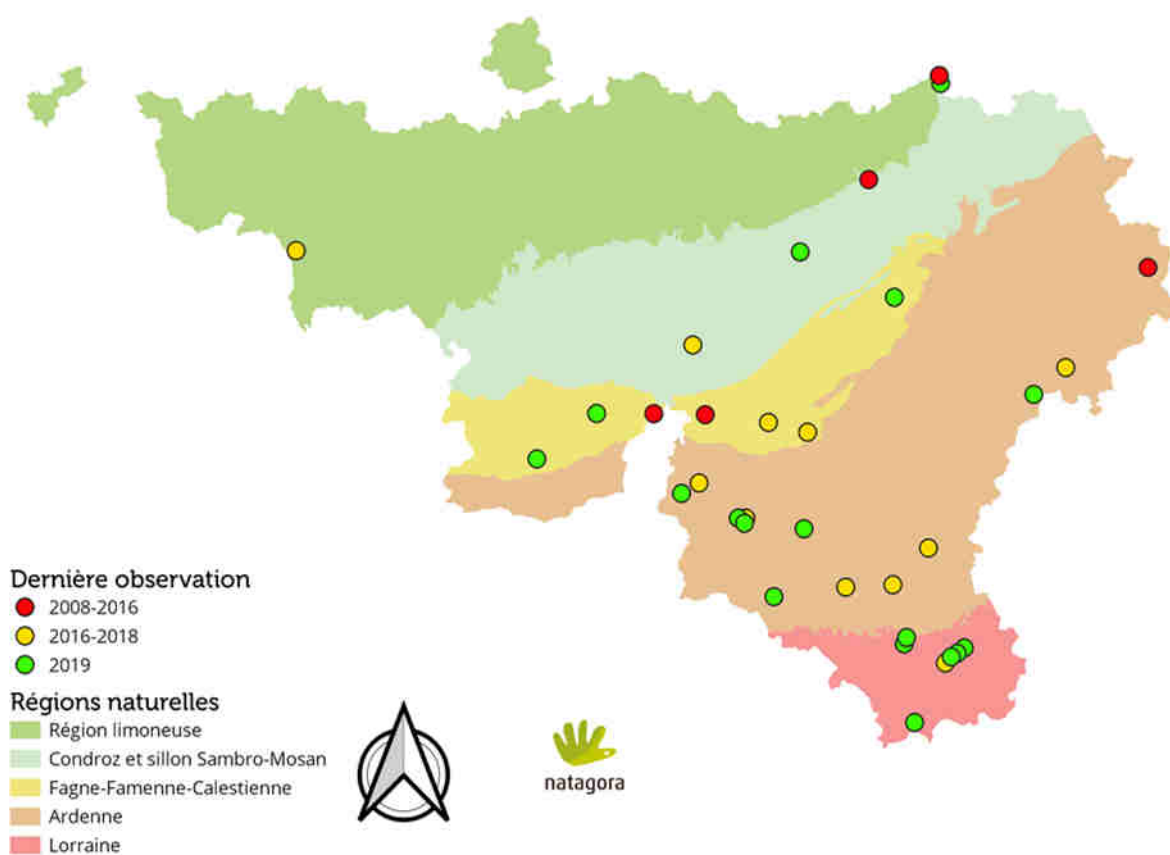 Dernière observation
2008-2016
2016-2018
2019
Régions naturelles
Région limoneuse
Condroz et sillon Sambro-Mosan
Fagne-Famenne-Calestienne
Ardenne
Lorraine
natagora